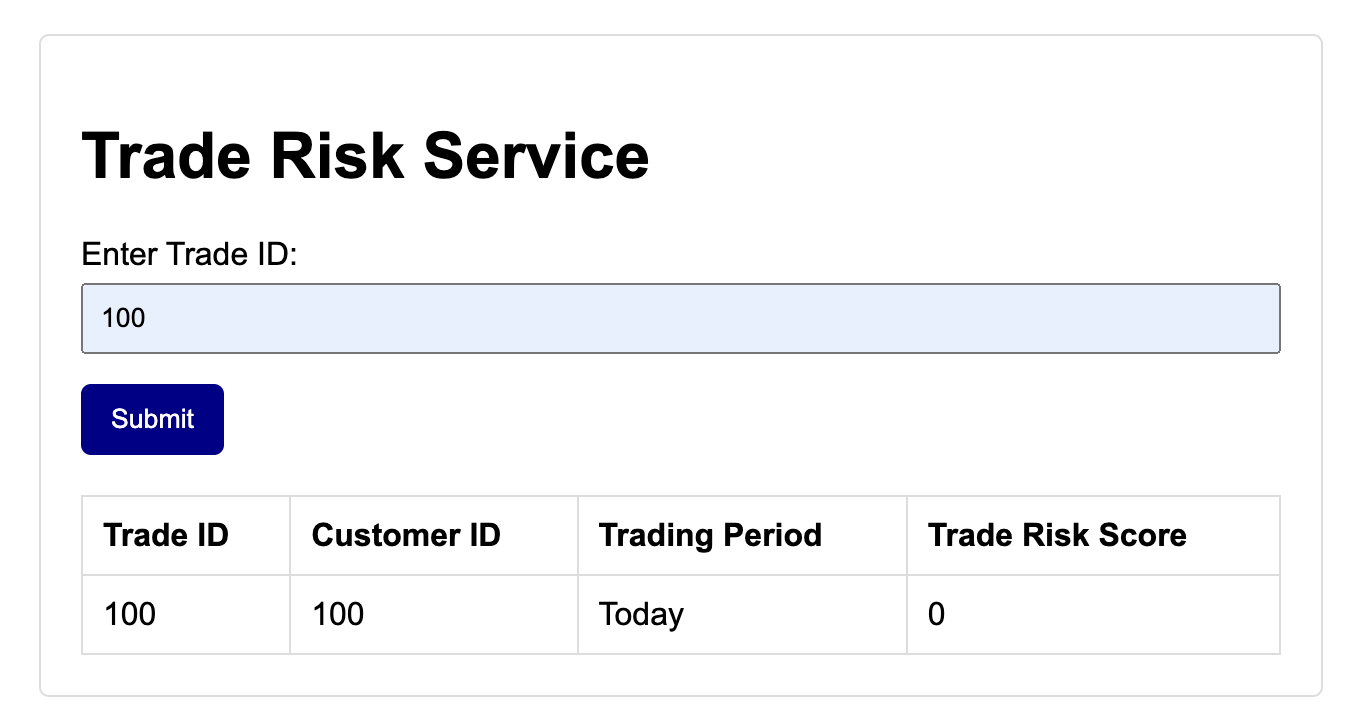 Trade Risk Service
Enter Trade ID:
100
Submit
Trade ID Customer ID Trading Period Trade Risk Score
100 100 Today 0